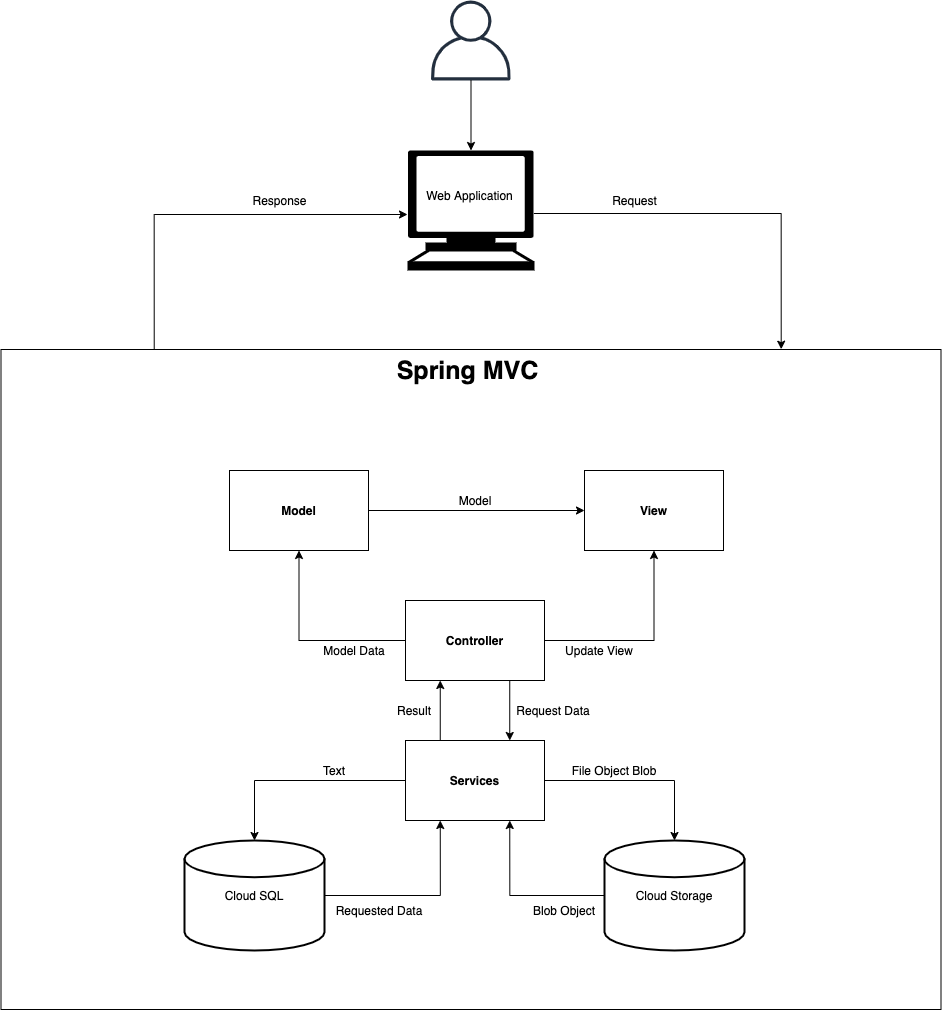 Web Application
Response
Request
Spring MVC
Model
Model
View
Controller
Model Data
Update View
Result
Request Data
Text
Services
File Object Blob
Cloud SQL
Cloud Storage
Requested Data
Blob Object